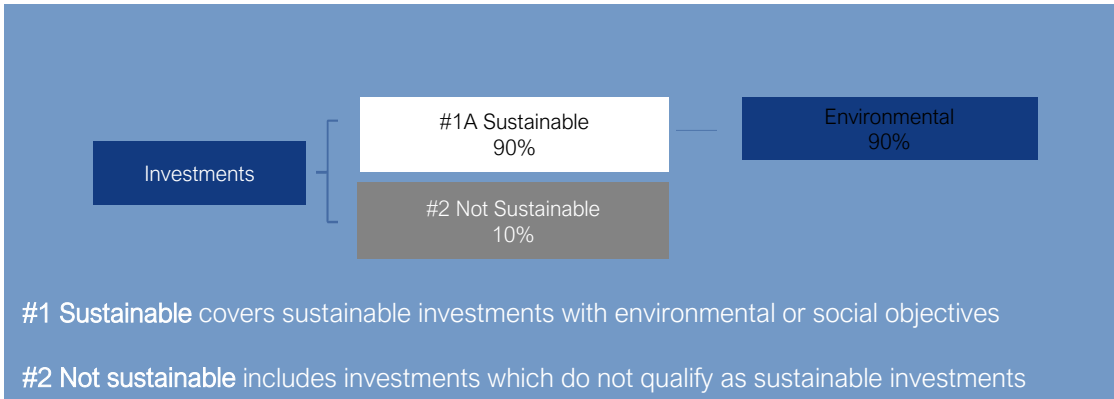 Investments
#1A Sustainable
90%
Environmental
90%
#2 Not Sustainable
10%
#1 Sustainable covers sustainable investments with environmental or social objectives
#2 Not sustainable includes investments which do not qualify as sustainable investments